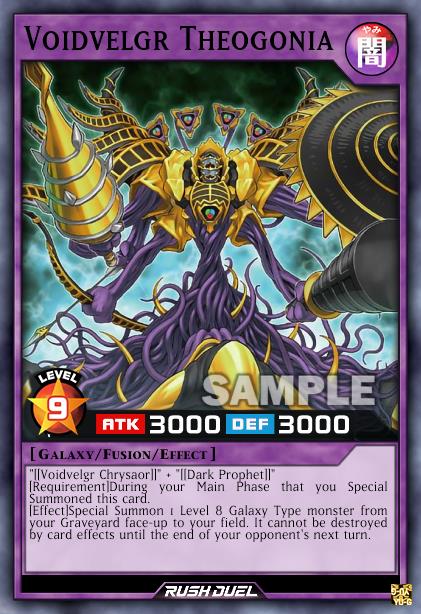 VOIDVELGR THEOGONIA
やみ
闇
SAMPLE
LEVEL
9
ATK 3000 DEF 3000
[GALAXY/FUSION/EFFECT]
"[[Voidvelgr Chrysaor]]" + "[[Dark Prophet]]"
[Requirement]During your Main Phase that you Special
Summoned this card.
[Effect]Special Summon 1 Level 8 Galaxy Type monster from
your Graveyard face-up to your field. It cannot be destroyed
by card effects until the end of your opponent's next turn.
RUSH DUEL